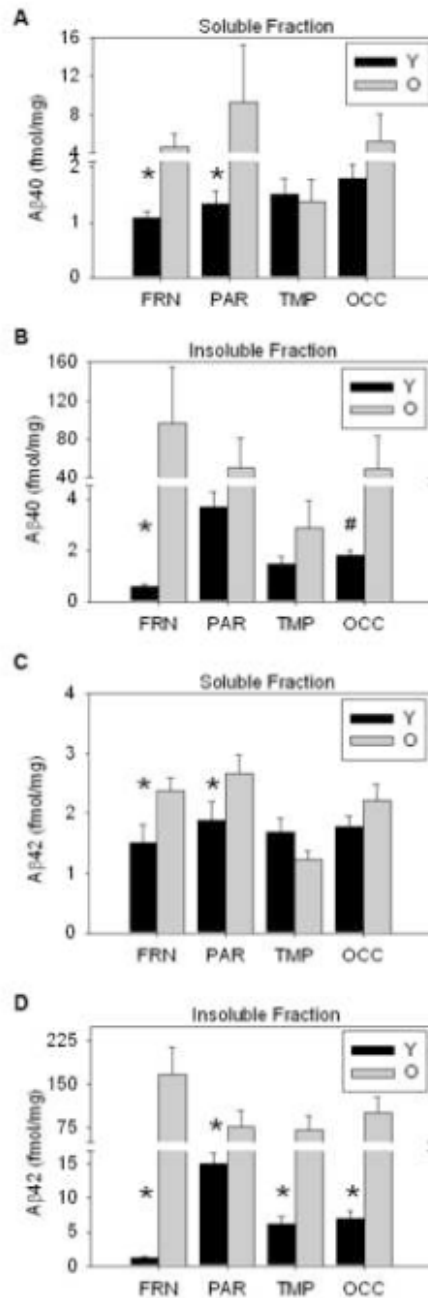 A
Soluble Fraction
Aβ40 (fmol/mg)
16
12
8
4
2
1
0
Y
O
*
*
FRN PAR TMP OCC
B
Insoluble Fraction
Aβ40 (fmol/mg)
160
120
80
40
4
2
0
Y
O
*
#
FRN PAR TMP OCC
C
Soluble Fraction
Aβ42 (fmol/mg)
4
3
2
1
0
Y
O
*
*
FRN PAR TMP OCC
D
Insoluble Fraction
Aβ42 (fmol/mg)
225
150
75
15
10
5
0
Y
O
*
*
*
*
FRN PAR TMP OCC